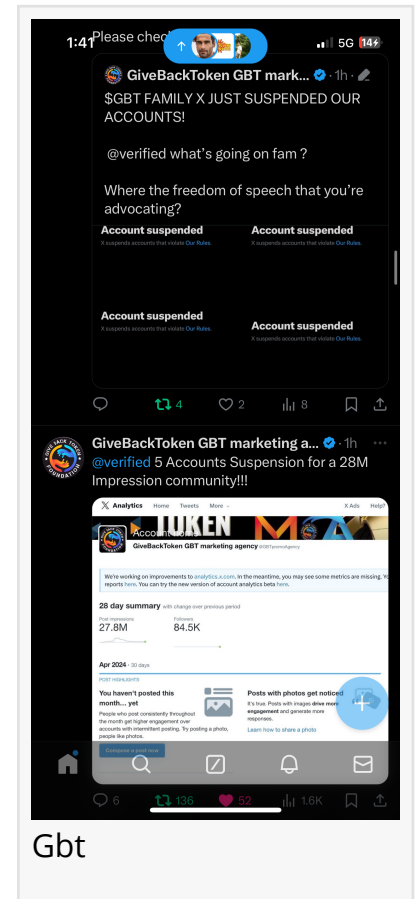 1:41
Please chec
5G 14
GiveBackToken GBT mark... · 1h ·
$GBT FAMILY X JUST SUSPENDED OUR
ACCOUNTS!
@verified what's going on fam ?
Where the freedom of speech that you're
advocating?
Account suspended
X suspends accounts that violate Our Rules.
Account suspended
X suspends accounts that violate Our Rules.
Account suspended
X suspends accounts that violate Our Rules.
Account suspended
X suspends accounts that violate Our Rules.
4 2 8
GIVE BACK TOKEN
FOUNDATION
GiveBackToken GBT marketing a... · 1h ...
@verified 5 Accounts Suspension for a 28M
Impression community!!!
X Analytics Home Tweets More X Ads Help?
TOKEN
Account home
GiveBackToken GBT marketing agency
We're working on improvements to analytics.x.com. In the meantime, you may see some metrics are missing.
reports here. You can try the new version of account analytics beta here.
28 day summary with change over previous period
Post impressions
27.8M
Followers
84.5K
Apr 2024 · 30 days
POST HIGHLIGHTS
You haven't posted this
month... yet
People who post consistently throughout
the month get higher engagement over
accounts with intermittent posting. Try posting a photo,
people like photos.
Compose a post now
Posts with photos get noticed
It's true. Posts with images drive more
engagement and generate more
responses.
Learn how to share a photo
6 136 52 1.6K
Gbt